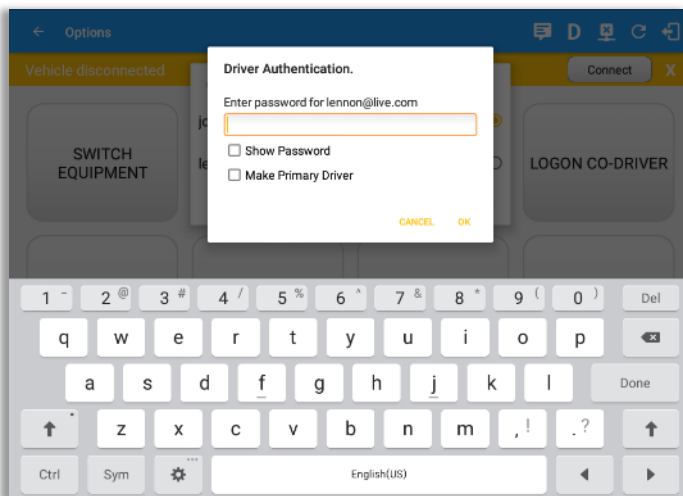 Options
D
Vehicle disconnected
Connect
X
Driver Authentication.
Enter password for lennon@live.com
Show Password
Make Primary Driver
CANCEL OK
jo
le
SWITCH
EQUIPMENT
LOGON CO-DRIVER
1 - 2 @ 3 # 4 / 5 % 6 ^ 7 & 8 * 9 ( 0 ) Del
q w e r t y u i o p
a s d f g h j k l Done
z x c v b n m , ! . ?
Ctrl Sym English(US)